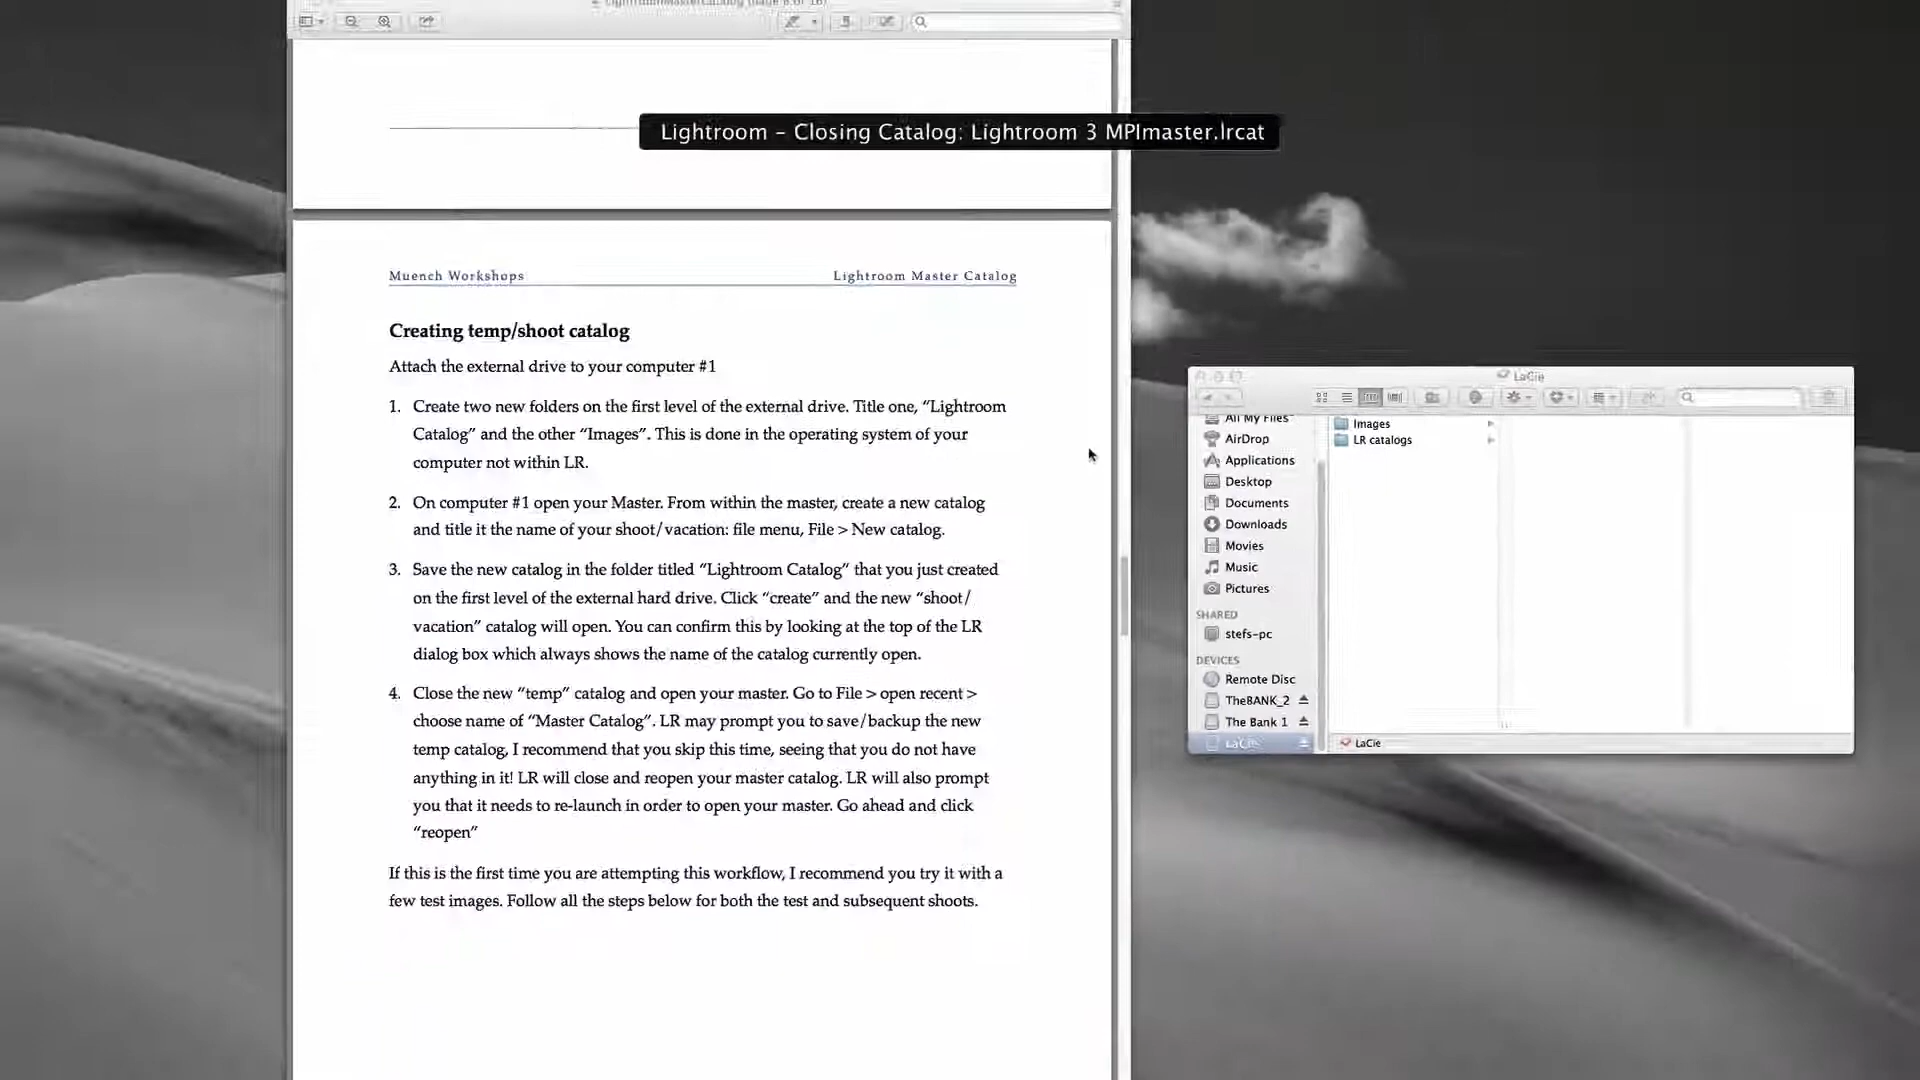 Lightroom - Closing Catalog: Lightroom 3 MPImaster.lrcat
Muench Workshops
Lightroom Master Catalog
Creating temp/shoot catalog
Attach the external drive to your computer #1
1. Create two new folders on the first level of the external drive. Title one, “Lightroom
Catalog” and the other “Images”. This is done in the operating system of your
computer not within LR.
2. On computer #1 open your Master. From within the master, create a new catalog
and title it the name of your shoot/vacation: file menu, File > New catalog.
3. Save the new catalog in the folder titled “Lightroom Catalog” that you just created
on the first level of the external hard drive. Click “create” and the new “shoot/
vacation” catalog will open. You can confirm this by looking at the top of the LR
dialog box which always shows the name of the catalog currently open.
4. Close the new “temp” catalog and open your master. Go to File > open recent >
choose name of “Master Catalog”. LR may prompt you to save/backup the new
temp catalog, I recommend that you skip this time, seeing that you do not have
anything in it! LR will close and reopen your master catalog. LR will also prompt
you that it needs to re-launch in order to open your master. Go ahead and click
“reopen”
If this is the first time you are attempting this workflow, I recommend you try it with a
few test images. Follow all the steps below for both the test and subsequent shoots.
LaCie
All My Files
AirDrop
Applications
Desktop
Documents
Downloads
Movies
Music
Pictures
SHARED
stefs-pc
DEVICES
Remote Disc
TheBANK_2
The Bank 1
LaCie
Images
LR catalogs
LaCie